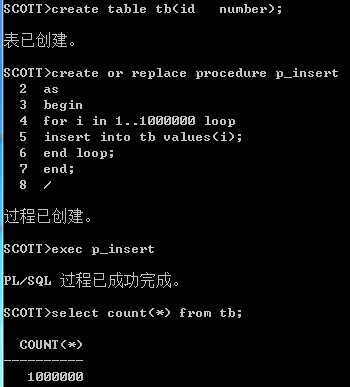 SCOTT>create table tb(id   number);
表已创建。
SCOTT>create or replace procedure p_insert
  2  as
  3  begin
  4  for i in 1..1000000 loop
  5  insert into tb values(i);
  6  end loop;
  7  end;
  8  /
过程已创建。
SCOTT>exec p_insert
PL/SQL 过程已成功完成。
SCOTT>select count(*) from tb;
  COUNT(*)
----------
   1000000